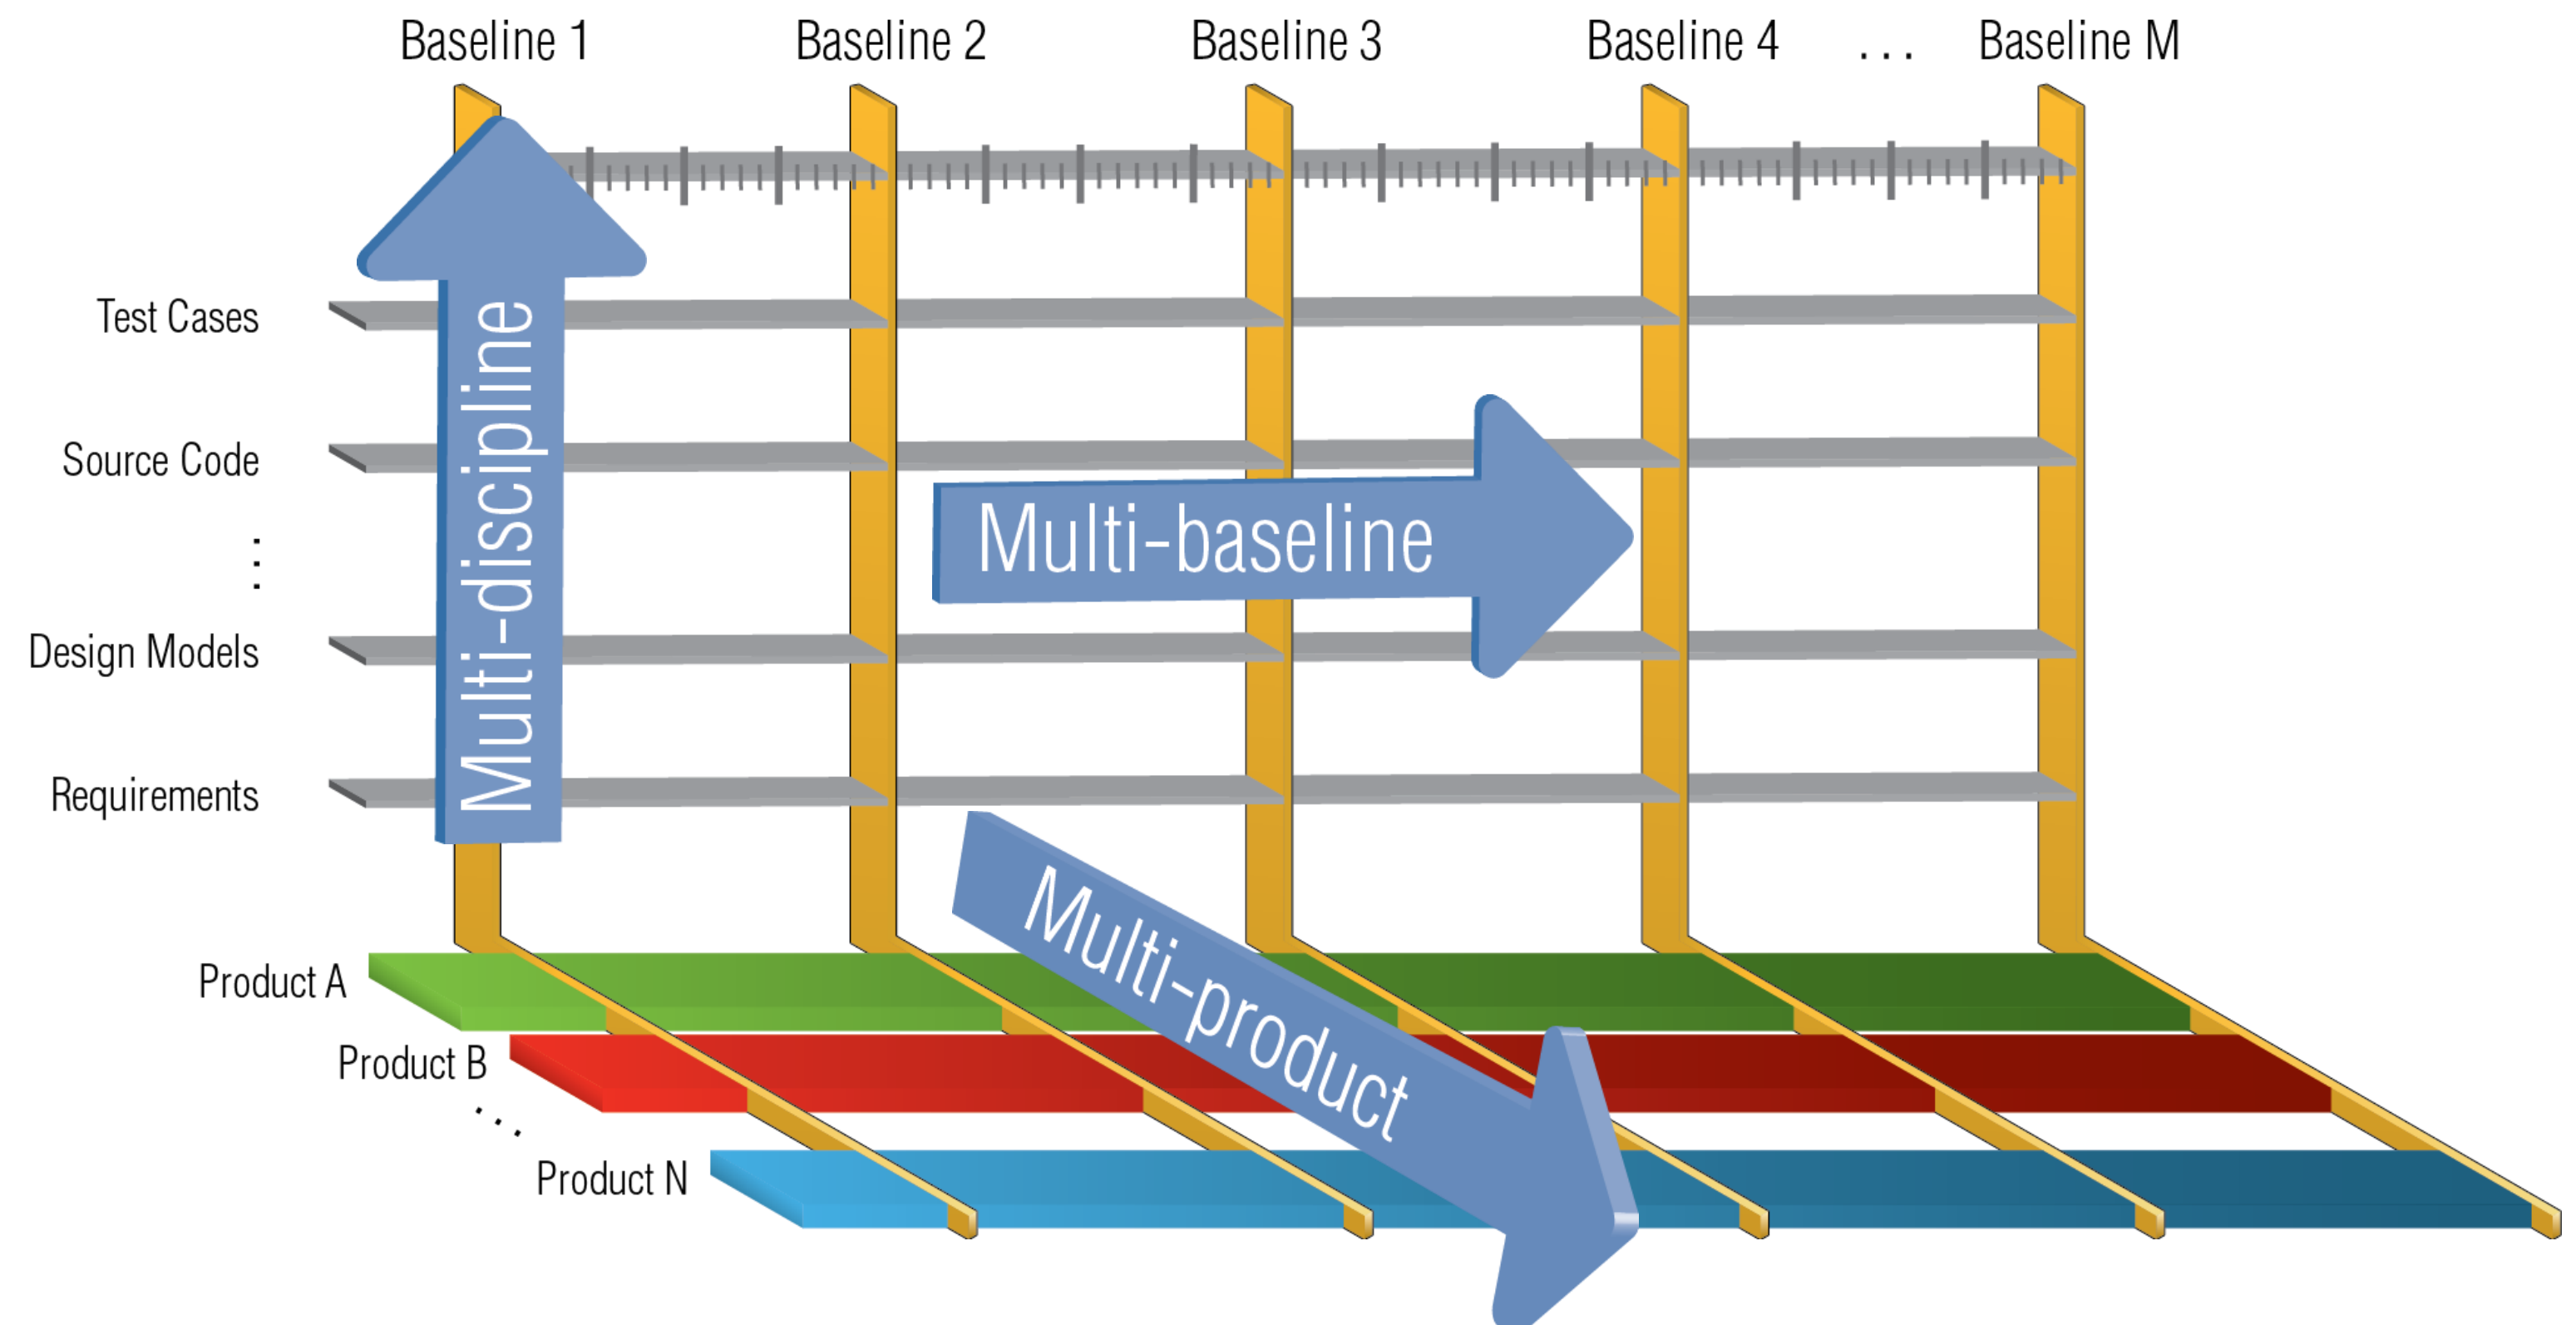 Baseline 1 Baseline 2 Baseline 3 Baseline 4 ... Baseline M
Test Cases
Source Code
...
Design Models
Requirements
Multi-discipline
Multi-baseline
Multi-product
Product A
Product B
...
Product N